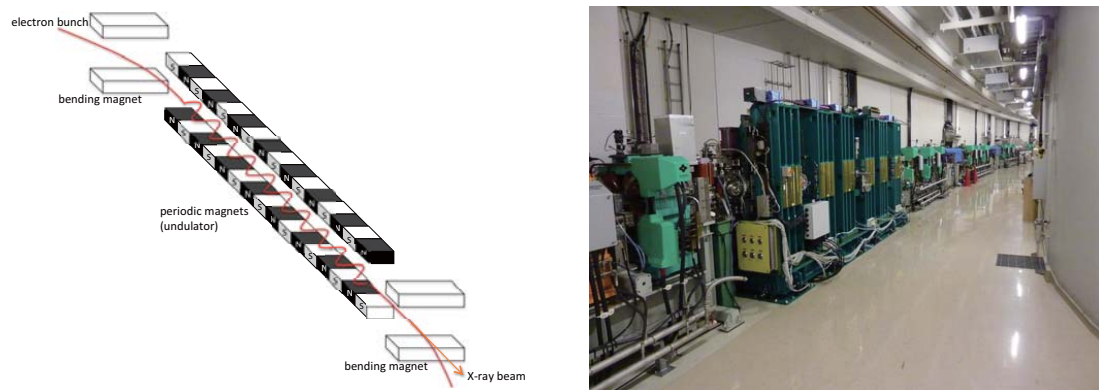 electron bunch
S
N
S
N
bending magnet
N
S
N
S
periodic magnets
(undulator)
N
S
N
S
bending magnet
X-ray beam